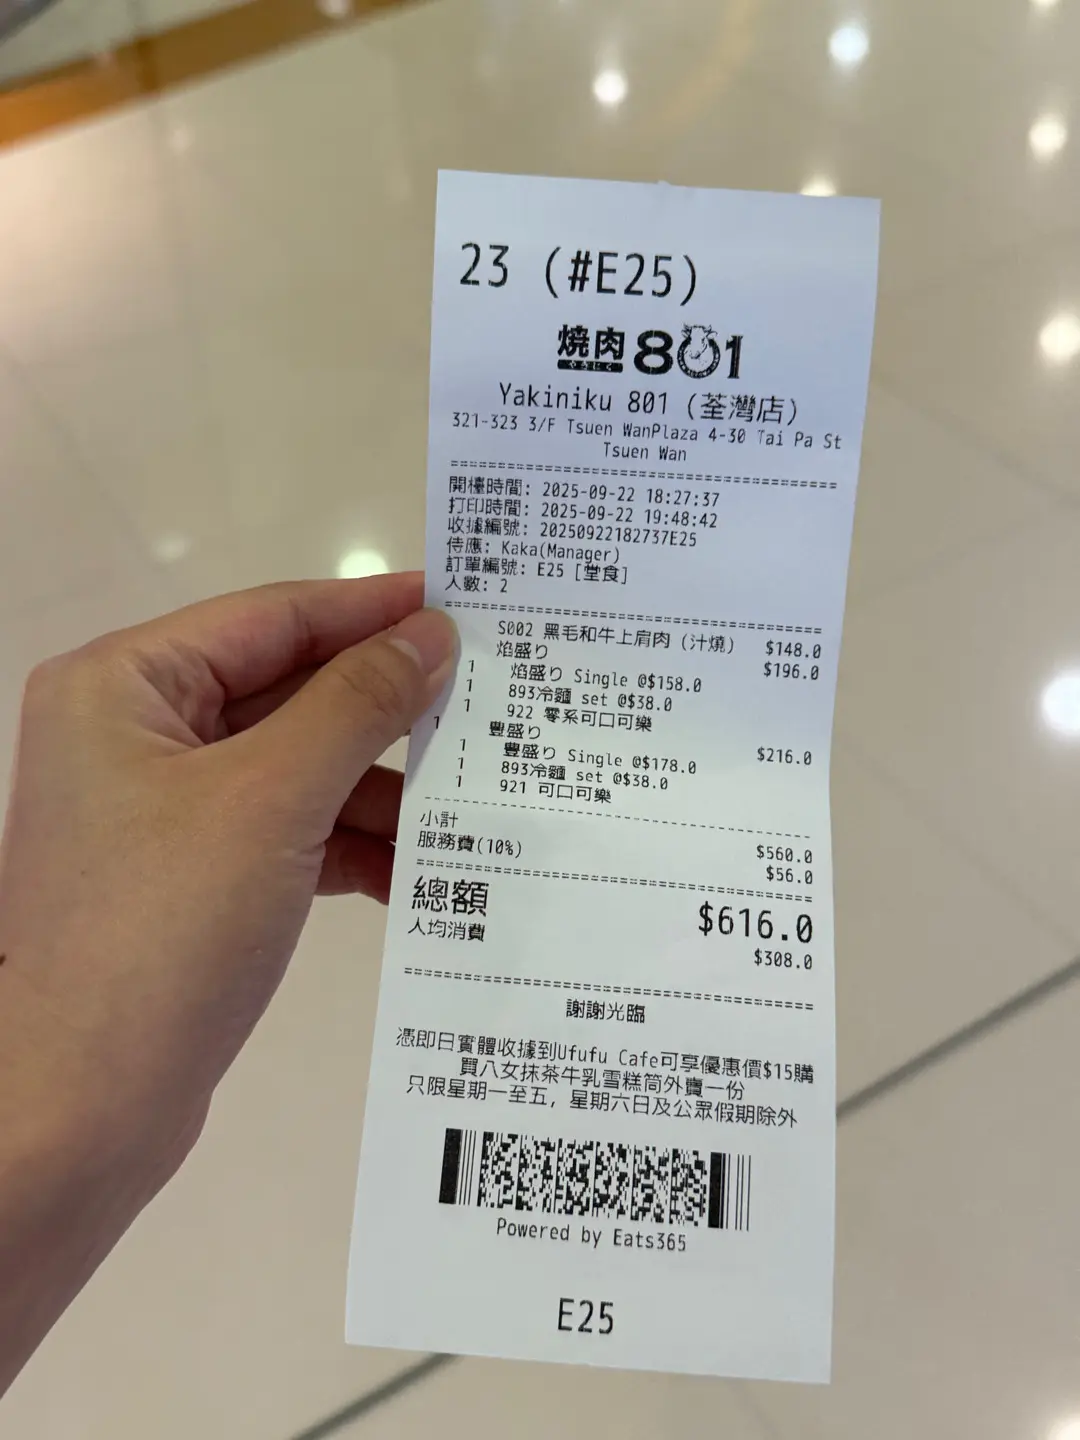 23 (#E25)
燒肉801
やきにく
Yakiniku 801 (荃灣店)
321-323 3/F Tsuen WanPlaza 4-30 Tai Pa St
Tsuen Wan
開檯時間: 2025-09-22 18:27:37
打印時間: 2025-09-22 19:48:42
收據編號: 20250922182737E25
侍應: Kaka(Manager)
訂單編號: E25 [堂食]
人數: 2
S002 黑毛和牛上肩肉 (汁燒) $148.0
焰盛り $196.0
1 焰盛り Single @$158.0
1 893冷麵 set @$38.0
1 922 零系可口可樂
1 豐盛り $216.0
1 豐盛り Single @$178.0
1 893冷麵 set @$38.0
1 921 可口可樂
小計 $560.0
服務費(10%) $56.0
總額 $616.0
人均消費 $308.0
謝謝光臨
憑即日實體收據到Ufufu Cafe可享優惠價$15購
買八女抹茶牛乳雪糕筒外賣一份
只限星期一至五, 星期六日及公眾假期除外
Powered by Eats365
E25